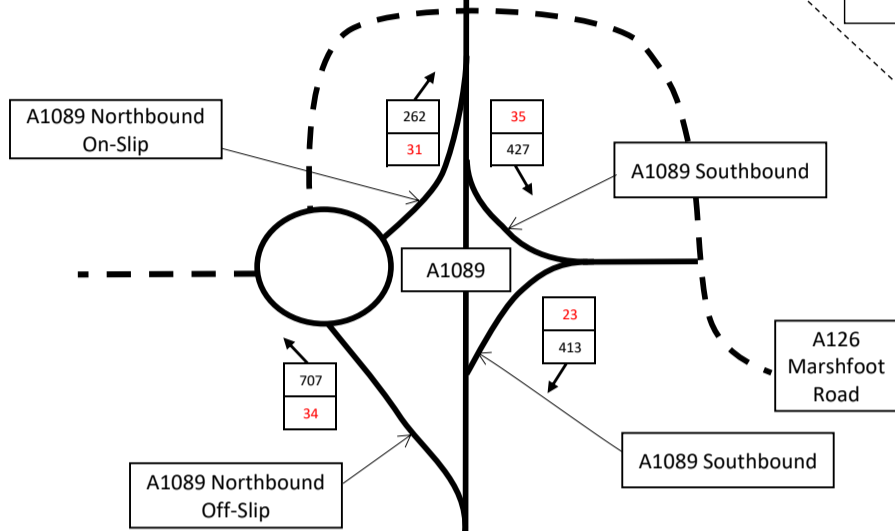 A1089 Northbound
On-Slip
262
31
35
427
A1089 Southbound
A1089
23
413
707
34
A126
Marshfoot
Road
A1089 Northbound
Off-Slip
A1089 Southbound